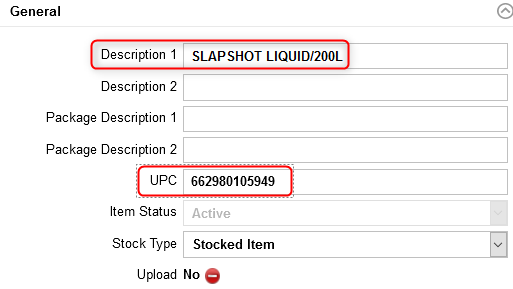 General
Description 1 SLAPSHOT LIQUID/200L
Description 2
Package Description 1
Package Description 2
UPC 662980105949
Item Status Active
Stock Type Stocked Item
Upload No